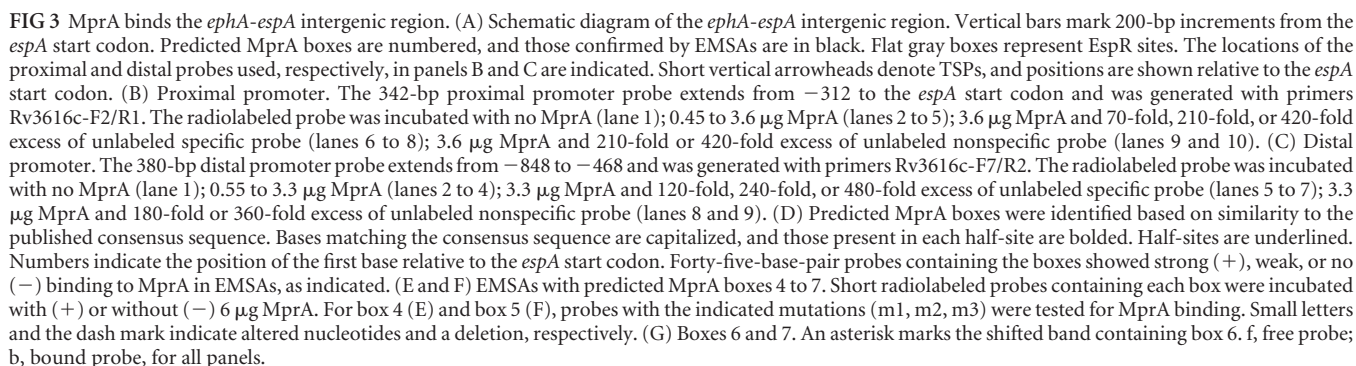 FIG 3 MprA binds the ephA-espA intergenic region. (A) Schematic diagram of the ephA-espA intergenic region. Vertical bars mark 200-bp increments from the
espA start codon. Predicted MprA boxes are numbered, and those confirmed by EMSAs are in black. Flat gray boxes represent EspR sites. The locations of the
proximal and distal probes used, respectively, in panels B and C are indicated. Short vertical arrowheads denote TSPs, and positions are shown relative to the espA
start codon. (B) Proximal promoter. The 342-bp proximal promoter probe extends from −312 to the espA start codon and was generated with primers
Rv3616c-F2/R1. The radiolabeled probe was incubated with no MprA (lane 1); 0.45 to 3.6 μg MprA (lanes 2 to 5); 3.6 μg MprA and 70-fold, 210-fold, or 420-fold
excess of unlabeled specific probe (lanes 6 to 8); 3.6 μg MprA and 210-fold or 420-fold excess of unlabeled nonspecific probe (lanes 9 and 10). (C) Distal
promoter. The 380-bp distal promoter probe extends from −848 to −468 and was generated with primers Rv3616c-F7/R2. The radiolabeled probe was incubated
with no MprA (lane 1); 0.55 to 3.3 μg MprA (lanes 2 to 4); 3.3 μg MprA and 120-fold, 240-fold, or 480-fold excess of unlabeled specific probe (lanes 5 to 7); 3.3
μg MprA and 180-fold or 360-fold excess of unlabeled nonspecific probe (lanes 8 and 9). (D) Predicted MprA boxes were identified based on similarity to the
published consensus sequence. Bases matching the consensus sequence are capitalized, and those present in each half-site are bolded. Half-sites are underlined.
Numbers indicate the position of the first base relative to the espA start codon. Forty-five-base-pair probes containing the boxes showed strong (+), weak, or no
(−) binding to MprA in EMSAs, as indicated. (E and F) EMSAs with predicted MprA boxes 4 to 7. Short radiolabeled probes containing each box were incubated
with (+) or without (−) 6 μg MprA. For box 4 (E) and box 5 (F), probes with the indicated mutations (m1, m2, m3) were tested for MprA binding. Small letters
and the dash mark indicate altered nucleotides and a deletion, respectively. (G) Boxes 6 and 7. An asterisk marks the shifted band containing box 6. f, free probe;
b, bound probe, for all panels.